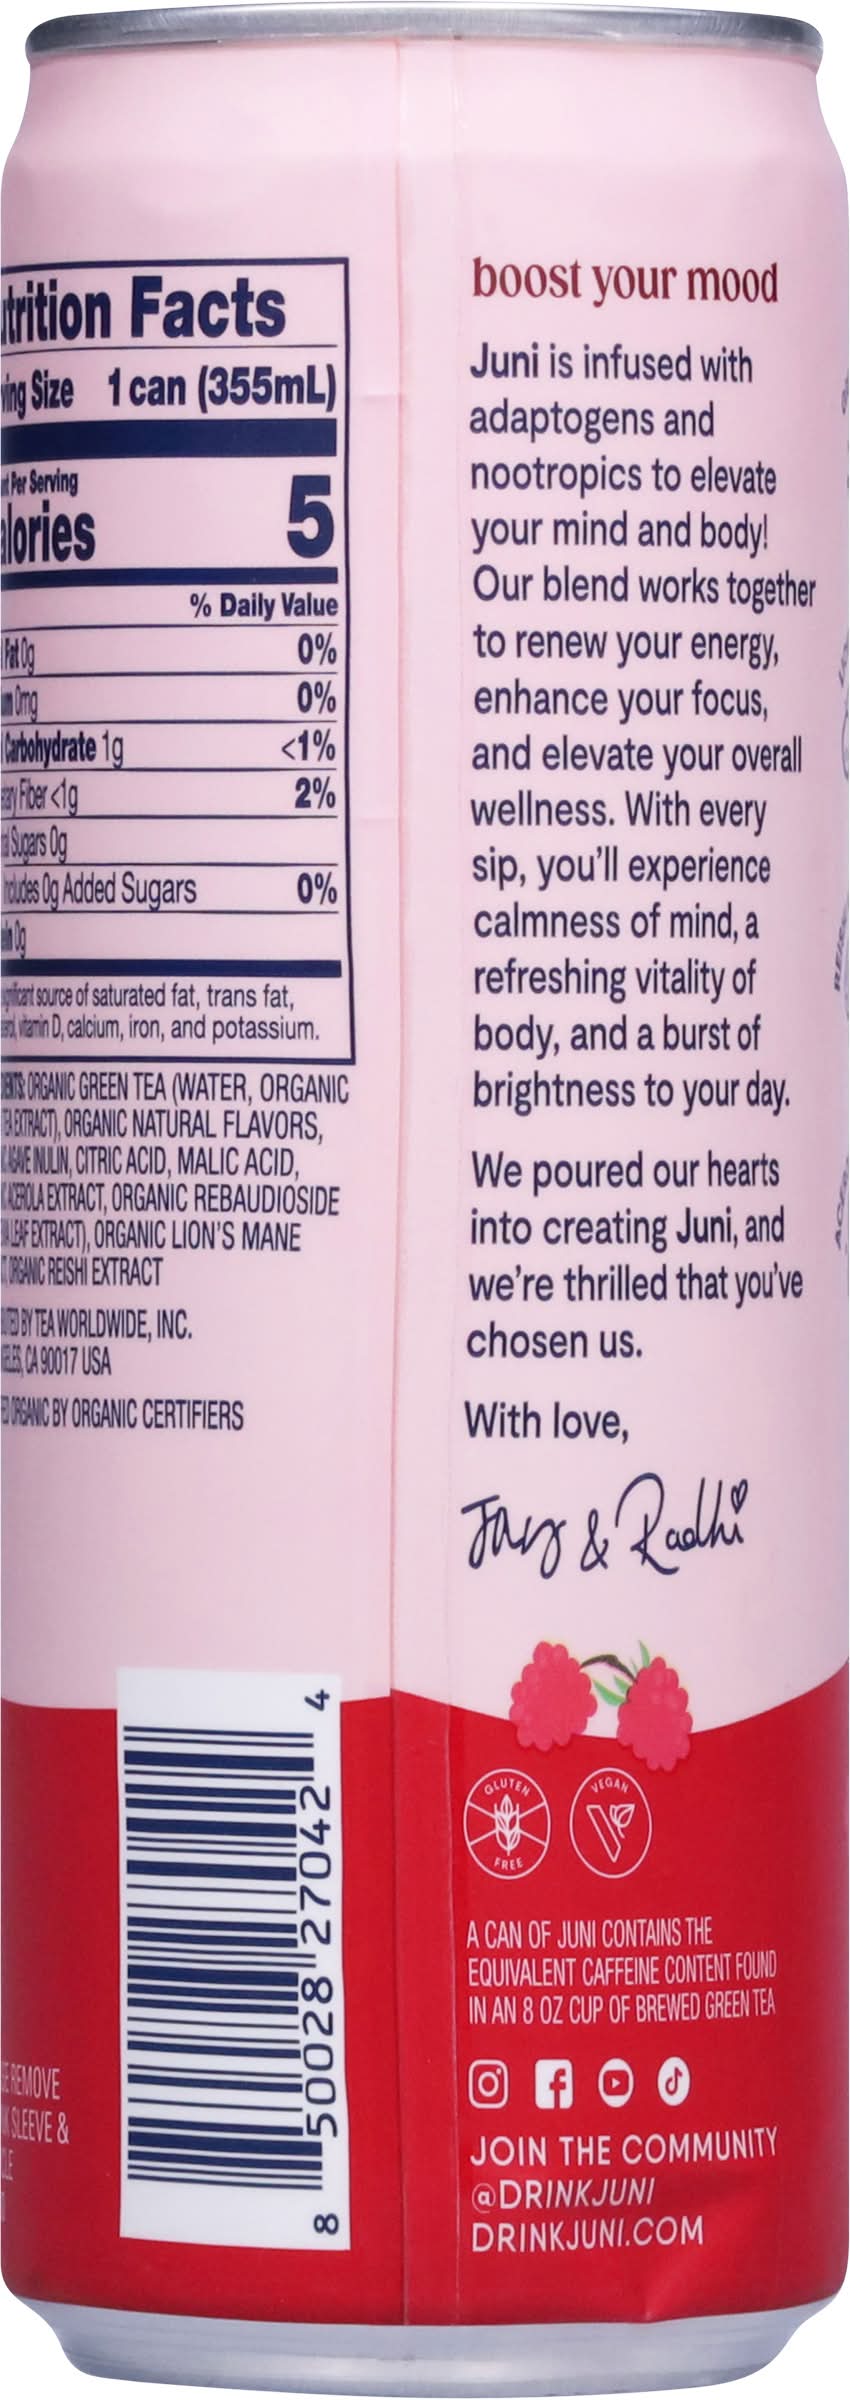 Nutrition Facts
Serving Size 1 can (355mL)
Per Serving
Calories 5
% Daily Value
Fat 0g 0%
0mg 0%
Carbohydrate 1g <1%
Fiber <1g 2%
Sugars 0g
Includes 0g Added Sugars 0%
0g
significant source of saturated fat, trans fat,
vitamin D, calcium, iron, and potassium.
ORGANIC GREEN TEA (WATER, ORGANIC
TEA EXTRACT), ORGANIC NATURAL FLAVORS,
AGAVE INULIN, CITRIC ACID, MALIC ACID,
ACEROLA EXTRACT, ORGANIC REBAUDIOSIDE
LEAF EXTRACT), ORGANIC LION'S MANE
ORGANIC REISHI EXTRACT
BY TEA WORLDWIDE, INC.
CA 90017 USA
ORGANIC BY ORGANIC CERTIFIERS
REMOVE
SLEEVE &
8 50028 27042 4
boost your mood
Juni is infused with
adaptogens and
nootropics to elevate
your mind and body!
Our blend works together
to renew your energy,
enhance your focus,
and elevate your overall
wellness. With every
sip, you'll experience
calmness of mind, a
refreshing vitality of
body, and a burst of
brightness to your day.
We poured our hearts
into creating Juni, and
we're thrilled that you've
chosen us.
With love,
Jay & Radhi
GLUTEN
FREE
VEGAN
A CAN OF JUNI CONTAINS THE
EQUIVALENT CAFFEINE CONTENT FOUND
IN AN 8 OZ CUP OF BREWED GREEN TEA
JOIN THE COMMUNITY
@DRINKJUNI
DRINKJUNI.COM